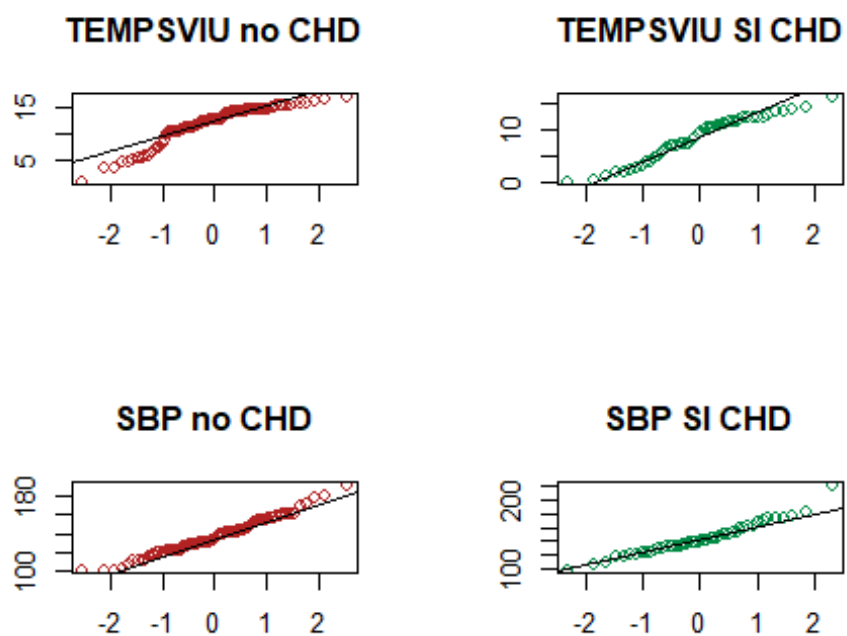 TEMPSVIU no CHD
15
5
-2 -1 0 1 2
TEMPSVIU SI CHD
10
0
-2 -1 0 1 2
SBP no CHD
180
100
-2 -1 0 1 2
SBP SI CHD
200
100
-2 -1 0 1 2